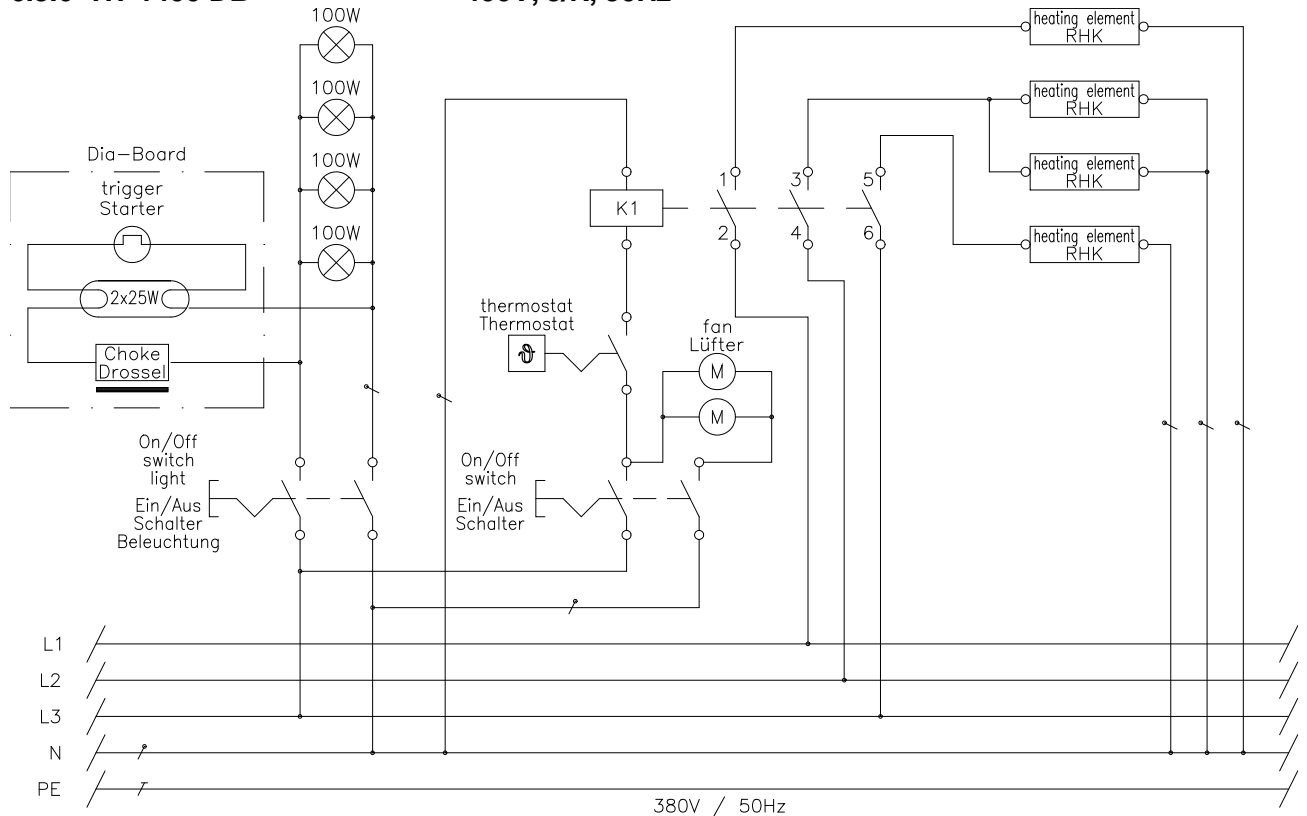 100W
heating element
RHK
100W
heating element
RHK
Dia-Board
100W
heating element
RHK
trigger
Starter
1
3
5
K1
100W
2
4
6
heating element
RHK
2x25W
thermostat
Thermostat
fan
Lüfter
ϑ
M
Choke
Drossel
M
On/Off
switch
light
Ein/Aus
Schalter
Beleuchtung
On/Off
switch
Ein/Aus
Schalter
L1
L2
L3
N
PE
380V / 50Hz